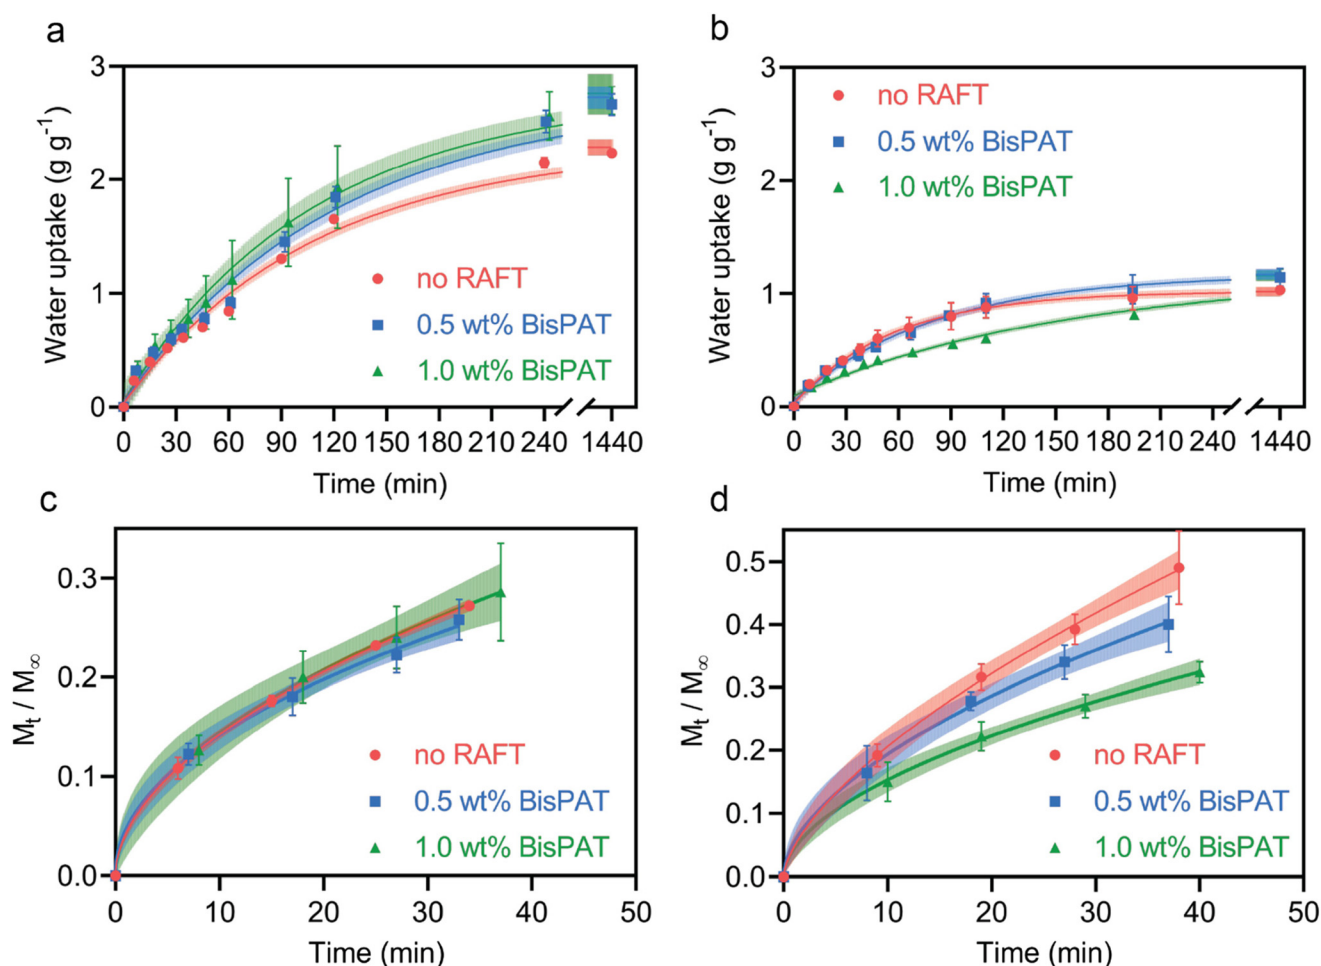 a
3
2
1
0
Water uptake (g g⁻¹)
no RAFT
0.5 wt% BisPAT
1.0 wt% BisPAT
0 30 60 90 120 150 180 210 240 1440
Time (min)
b
3
2
1
0
Water uptake (g g⁻¹)
no RAFT
0.5 wt% BisPAT
1.0 wt% BisPAT
0 30 60 90 120 150 180 210 240 1440
Time (min)
c
0.3
0.2
0.1
0.0
Mt / M∞
no RAFT
0.5 wt% BisPAT
1.0 wt% BisPAT
0 10 20 30 40 50
Time (min)
d
0.5
0.4
0.3
0.2
0.1
0.0
Mt / M∞
no RAFT
0.5 wt% BisPAT
1.0 wt% BisPAT
0 10 20 30 40 50
Time (min)